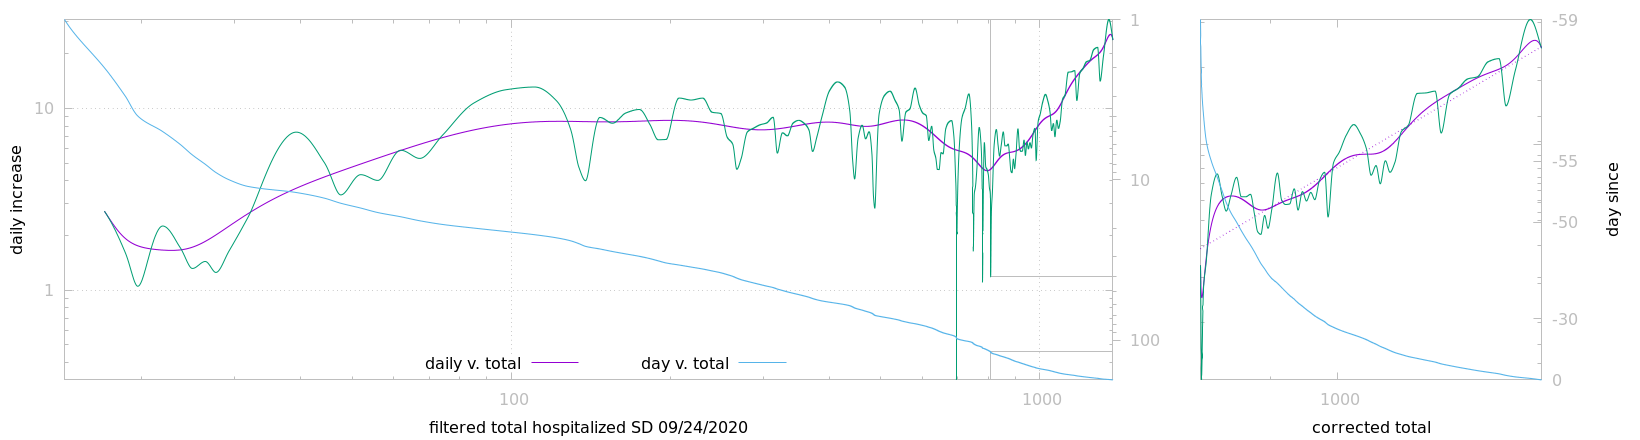 1
-59
10
daily increase
-55
day since
10
-50
1
-30
100
daily v. total
day v. total
0
100
1000
1000
filtered total hospitalized SD 09/24/2020
corrected total